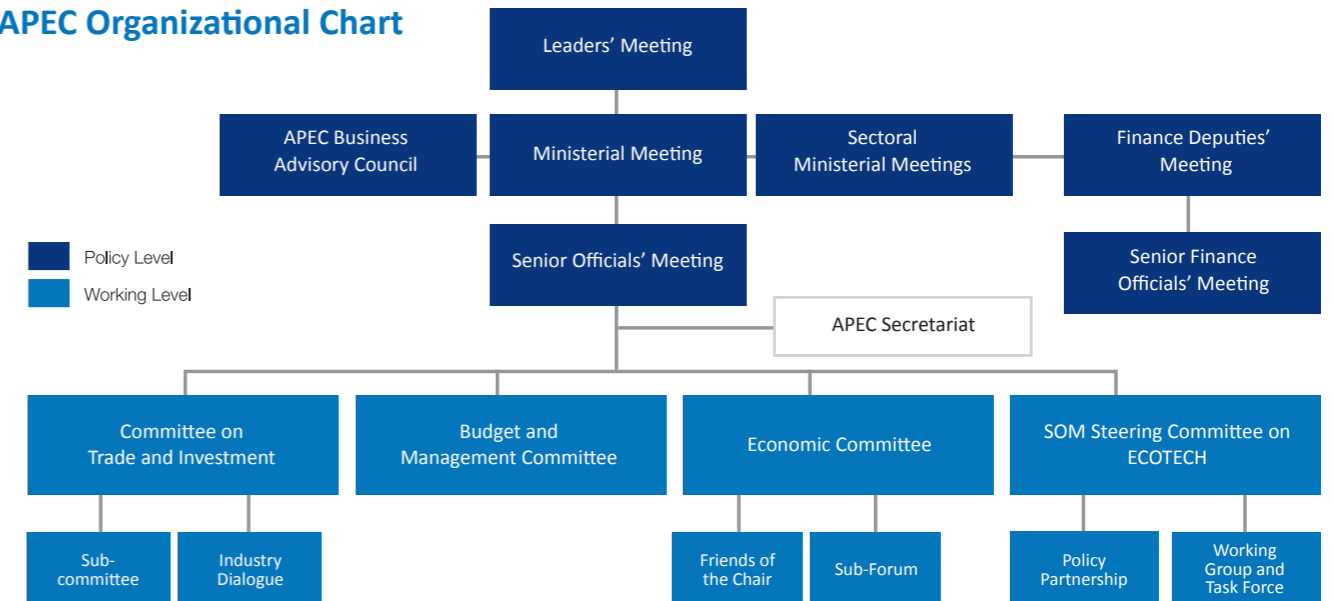 APEC Organizational Chart
Leaders’ Meeting
APEC Business
Advisory Council
Ministerial Meeting
Sectoral
Ministerial Meetings
Finance Deputies’
Meeting
Policy Level
Working Level
Senior Officials’ Meeting
Senior Finance
Officials’ Meeting
APEC Secretariat
Committee on
Trade and Investment
Budget and
Management Committee
Economic Committee
SOM Steering Committee on
ECOTECH
Sub-
committee
Industry
Dialogue
Friends of
the Chair
Sub-Forum
Policy
Partnership
Working
Group and
Task Force